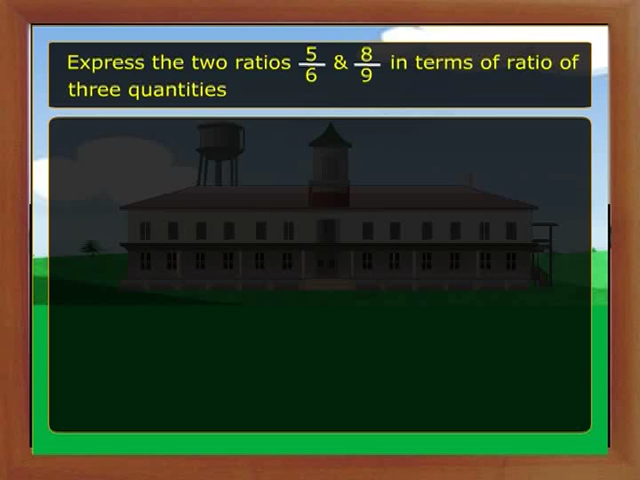 Express the two ratios 5/6 & 8/9 in terms of ratio of
three quantities